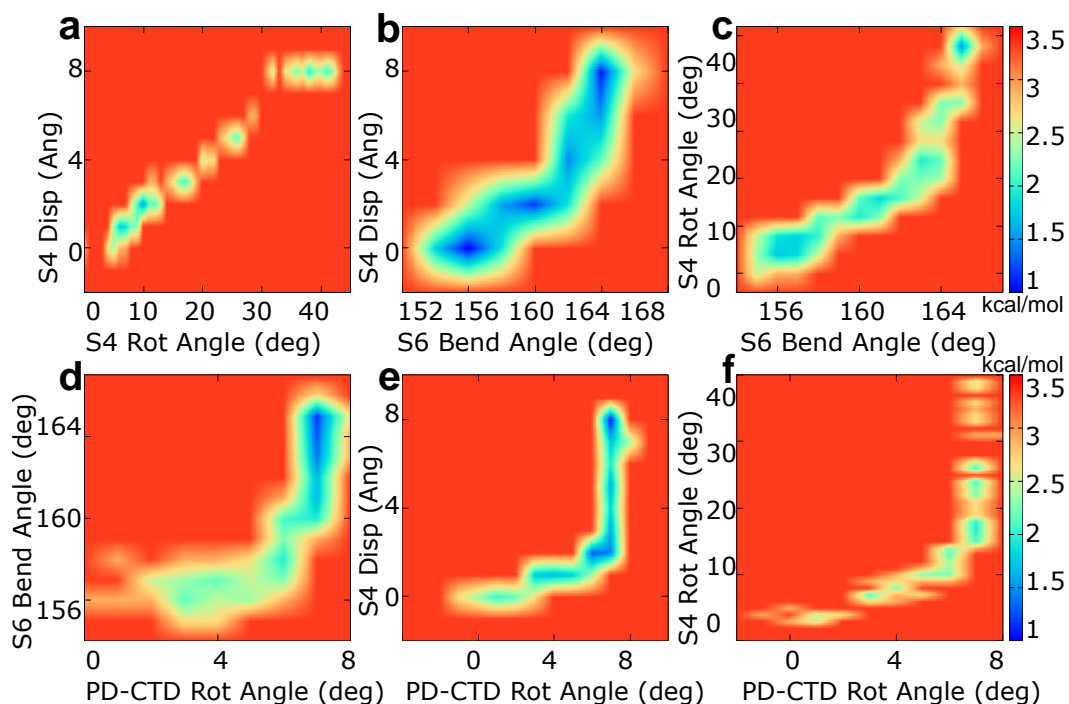 a
8
4
0
S4 Disp (Ang)
0 10 20 30 40
S4 Rot Angle (deg)
b
8
4
0
S4 Disp (Ang)
152 156 160 164 168
S6 Bend Angle (deg)
c
40
30
20
10
0
S4 Rot Angle (deg)
156 160 164
S6 Bend Angle (deg)
3.5
3
2.5
2
1.5
1
kcal/mol
d
164
160
156
S6 Bend Angle (deg)
0 4 8
PD-CTD Rot Angle (deg)
e
8
4
0
S4 Disp (Ang)
0 4 8
PD-CTD Rot Angle (deg)
f
40
30
20
10
0
S4 Rot Angle (deg)
0 4 8
PD-CTD Rot Angle (deg)
kcal/mol
3.5
3
2.5
2
1.5
1